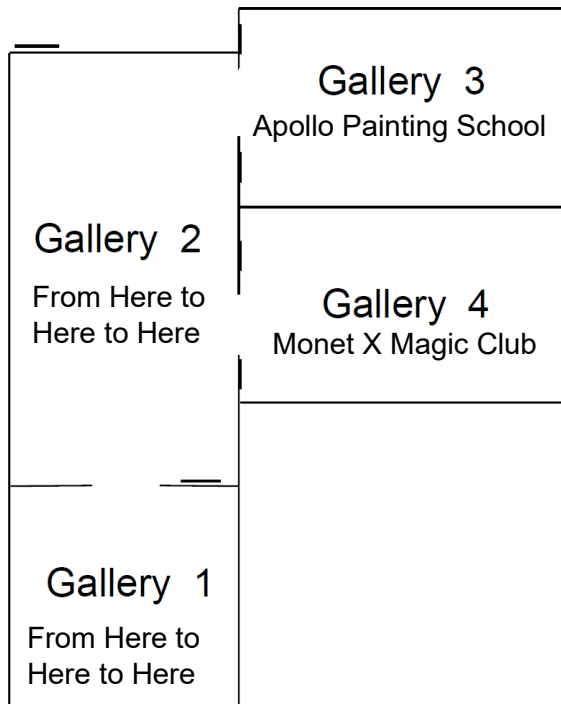 Gallery 3
Apollo Painting School
Gallery 2
From Here to
Here to Here
Gallery 4
Monet X Magic Club
Gallery 1
From Here to
Here to Here